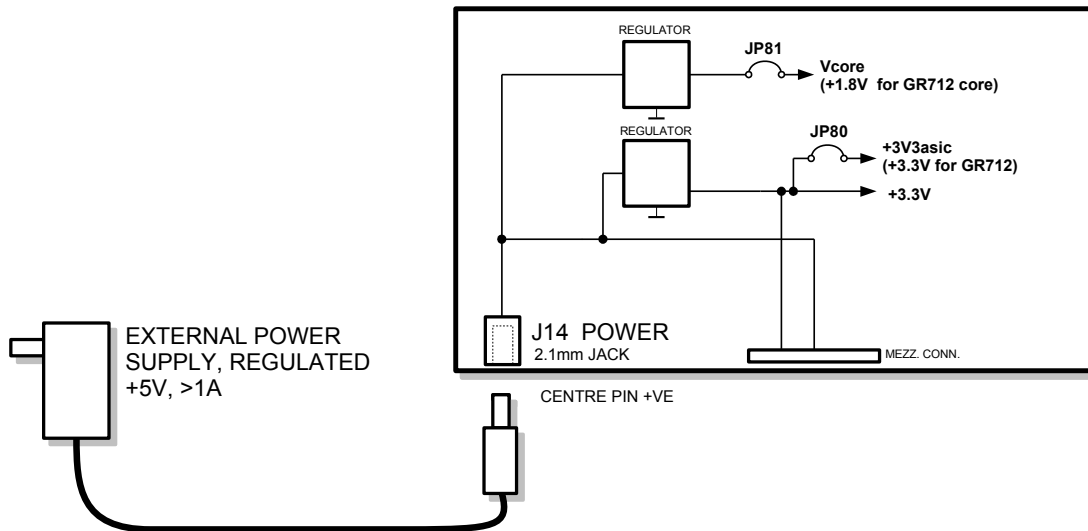 REGULATOR
JP81
Vcore
(+1.8V for GR712 core)
REGULATOR
JP80
+3V3asic
(+3.3V for GR712)
+3.3V
EXTERNAL POWER
SUPPLY, REGULATED
+5V, >1A
J14 POWER
2.1mm JACK
MEZZ. CONN.
CENTRE PIN +VE